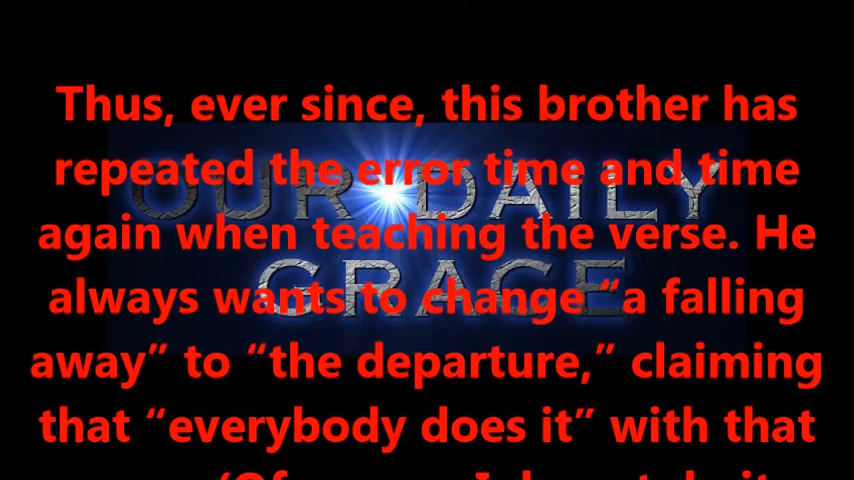 Thus, ever since, this brother has
repeated the error time and time
again when teaching the verse. He
always wants to change “a falling
away” to “the departure,” claiming
that “everybody does it” with that
OUR DAILY
GRACE